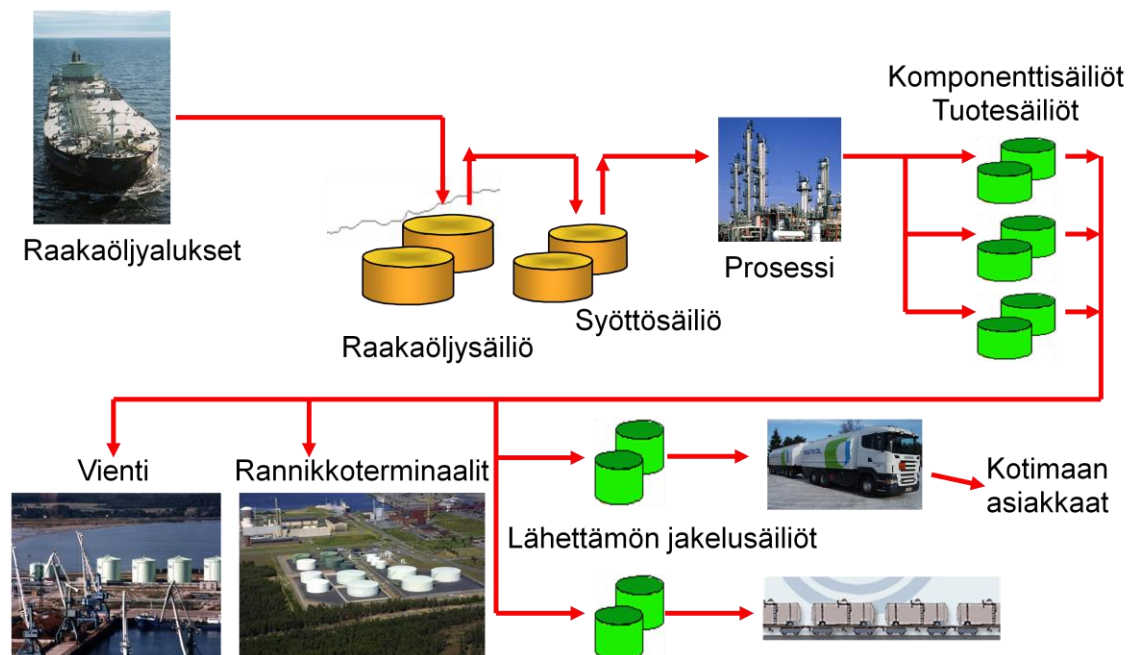 Komponenttisäiliöt
Tuotesäiliöt
Raakaöljyalukset
Prosessi
Syöttösäiliö
Raakaöljysäiliö
Vienti
Rannikkoterminaalit
Kotimaan
asiakkaat
Lähettämön jakelusäiliöt